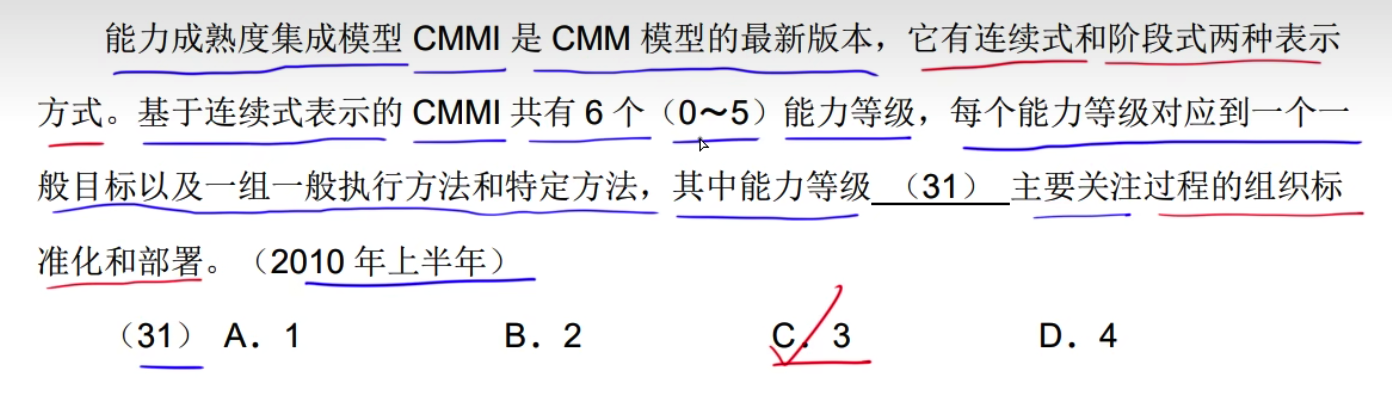 能力成熟度集成模型 CMMI 是 CMM 模型的最新版本，它有连续式和阶段式两种表示
方式。基于连续式表示的 CMMI 共有 6 个（0～5）能力等级，每个能力等级对应到一个一
般目标以及一组一般执行方法和特定方法，其中能力等级 （31） 主要关注过程的组织标
准化和部署。（2010 年上半年）
（31） A．1 B．2 C．3 D．4